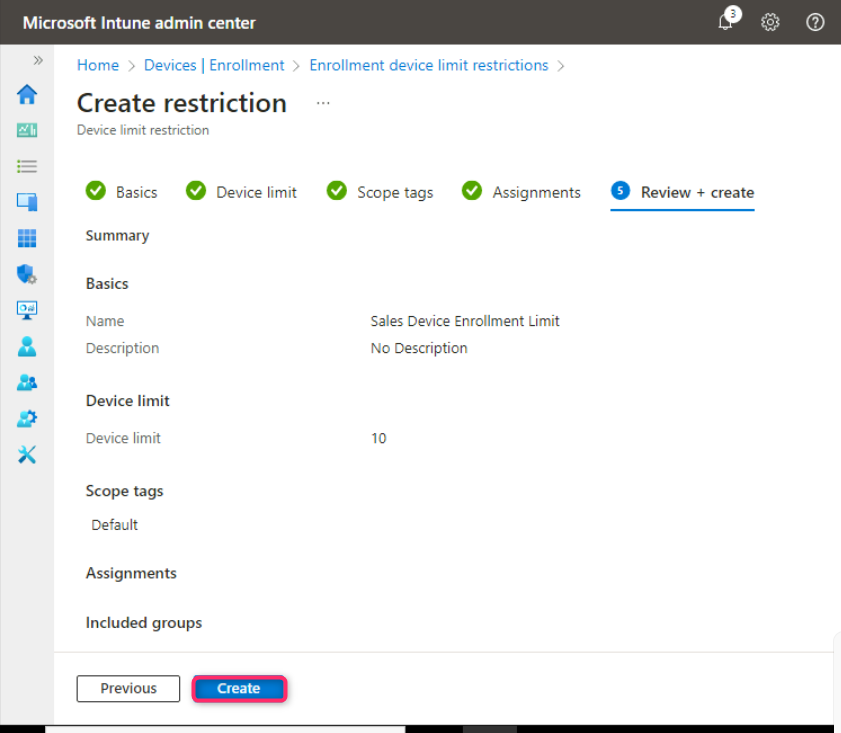 Microsoft Intune admin center
3
Home > Devices | Enrollment > Enrollment device limit restrictions >
Create restriction ...
Device limit restriction
Basics Device limit Scope tags Assignments 5 Review + create
Summary
Basics
Name Sales Device Enrollment Limit
Description No Description
Device limit
Device limit 10
Scope tags
Default
Assignments
Included groups
Previous Create